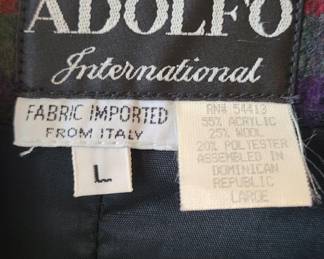 ADOLFO
International
FABRIC IMPORTED
FROM ITALY
L
RN# 54413
55% ACRYLIC
25% WOOL
20% POLYESTER
ASSEMBLED IN
DOMINICAN
REPUBLIC
LARGE